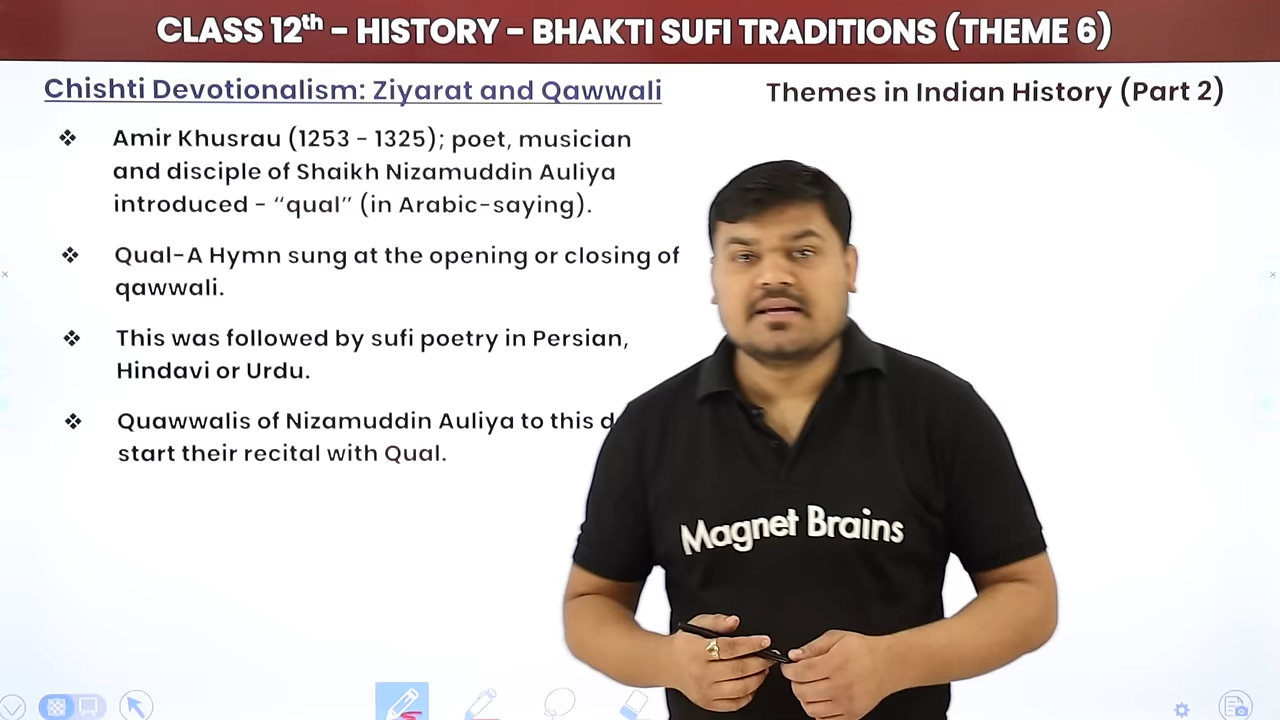 CLASS 12th - HISTORY - BHAKTI SUFI TRADITIONS (THEME 6)
Chishti Devotionalism: Ziyarat and Qawwali
Themes in Indian History (Part 2)
❖ Amir Khusrau (1253 - 1325); poet, musician
and disciple of Shaikh Nizamuddin Auliya
introduced - “qual” (in Arabic-saying).
❖ Qual-A Hymn sung at the opening or closing of
qawwali.
❖ This was followed by sufi poetry in Persian,
Hindavi or Urdu.
❖ Quawwalis of Nizamuddin Auliya to this
start their recital with Qual.
Magnet Brains